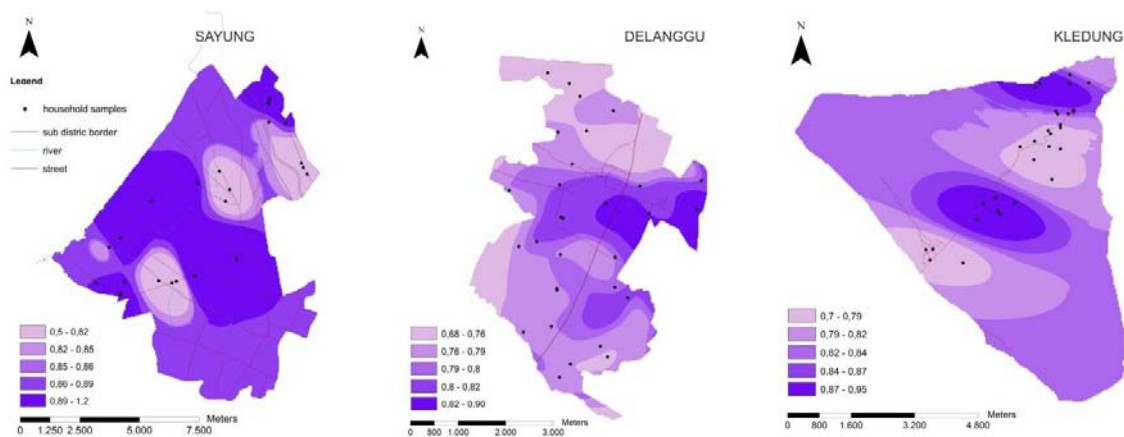 N
SAYUNG
Legend
household samples
sub distric border
river
street
0,5 - 0,82
0,82 - 0,85
0,85 - 0,86
0,86 - 0,89
0,89 - 1,2
Meters
0 1.250 2.500 5.000 7.500
N
DELANGGU
0,68 - 0,76
0,76 - 0,79
0,79 - 0,8
0,8 - 0,82
0,82 - 0,90
Meters
0 500 1.000 2.000 3.000
N
KLEDUNG
0,7 - 0,79
0,79 - 0,82
0,82 - 0,84
0,84 - 0,87
0,87 - 0,95
Meters
0 800 1.600 3.200 4.800